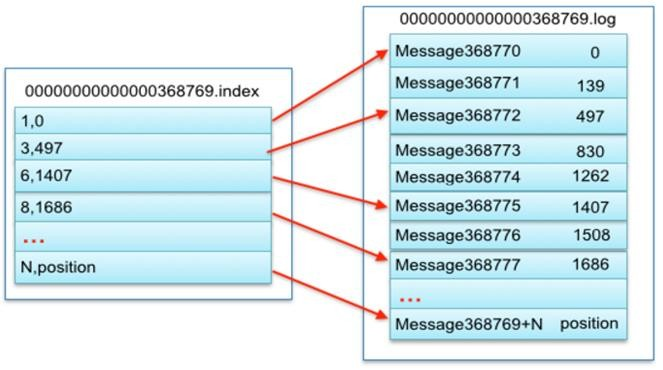 00000000000000368769.index
1,0
3,497
6,1407
8,1686
...
N,position
00000000000000368769.log
Message368770 0
Message368771 139
Message368772 497
Message368773 830
Message368774 1262
Message368775 1407
Message368776 1508
Message368777 1686
...
Message368769+N position